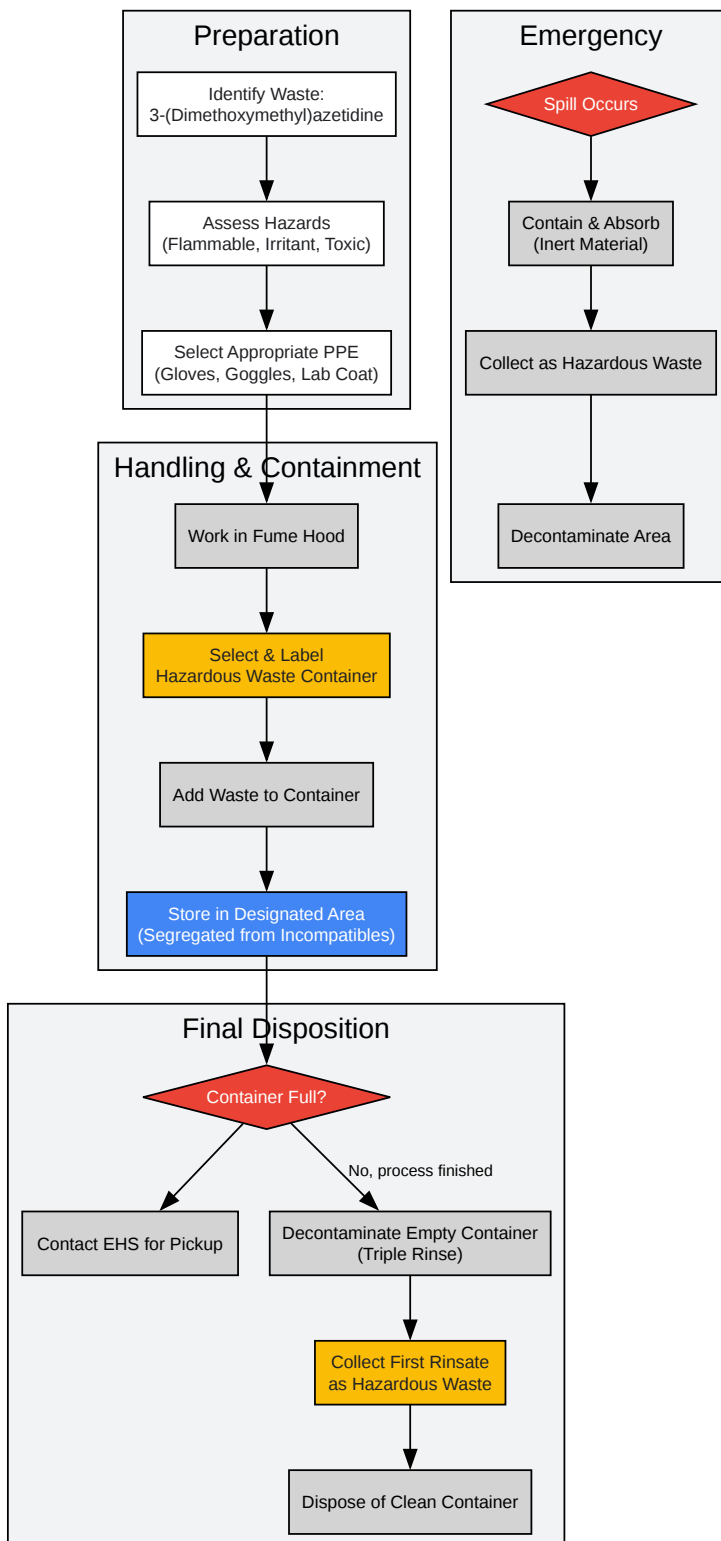 Preparation
Identify Waste:
3-(Dimethoxymethyl)azetidine
Assess Hazards
(Flammable, Irritant, Toxic)
Select Appropriate PPE
(Gloves, Goggles, Lab Coat)
Handling & Containment
Work in Fume Hood
Select & Label
Hazardous Waste Container
Add Waste to Container
Store in Designated Area
(Segregated from Incompatibles)
Final Disposition
Container Full?
No, process finished
Contact EHS for Pickup
Decontaminate Empty Container
(Triple Rinse)
Collect First Rinsate
as Hazardous Waste
Dispose of Clean Container
Emergency
Spill Occurs
Contain & Absorb
(Inert Material)
Collect as Hazardous Waste
Decontaminate Area